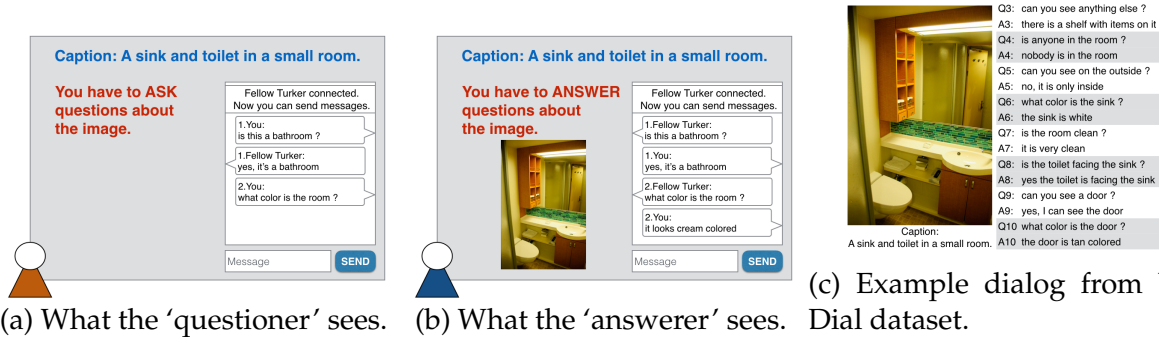 Caption: A sink and toilet in a small room.
You have to ASK
questions about
the image.
Fellow Turker connected.
Now you can send messages.
1.You:
is this a bathroom ?
1.Fellow Turker:
yes, it's a bathroom
2.You:
what color is the room ?
Message
SEND
(a) What the ‘questioner’ sees.
Caption: A sink and toilet in a small room.
You have to ANSWER
questions about
the image.
Fellow Turker connected.
Now you can send messages.
1.Fellow Turker:
is this a bathroom ?
1.You:
yes, it's a bathroom
2.Fellow Turker:
what color is the room ?
2.You:
it looks cream colored
Message
SEND
(b) What the ‘answerer’ sees.
Caption:
A sink and toilet in a small room.
Q3: can you see anything else ?
A3: there is a shelf with items on it
Q4: is anyone in the room ?
A4: nobody is in the room
Q5: can you see on the outside ?
A5: no, it is only inside
Q6: what color is the sink ?
A6: the sink is white
Q7: is the room clean ?
A7: it is very clean
Q8: is the toilet facing the sink ?
A8: yes the toilet is facing the sink
Q9: can you see a door ?
A9: yes, I can see the door
Q10 what color is the door ?
A10 the door is tan colored
(c) Example dialog from
Dial dataset.